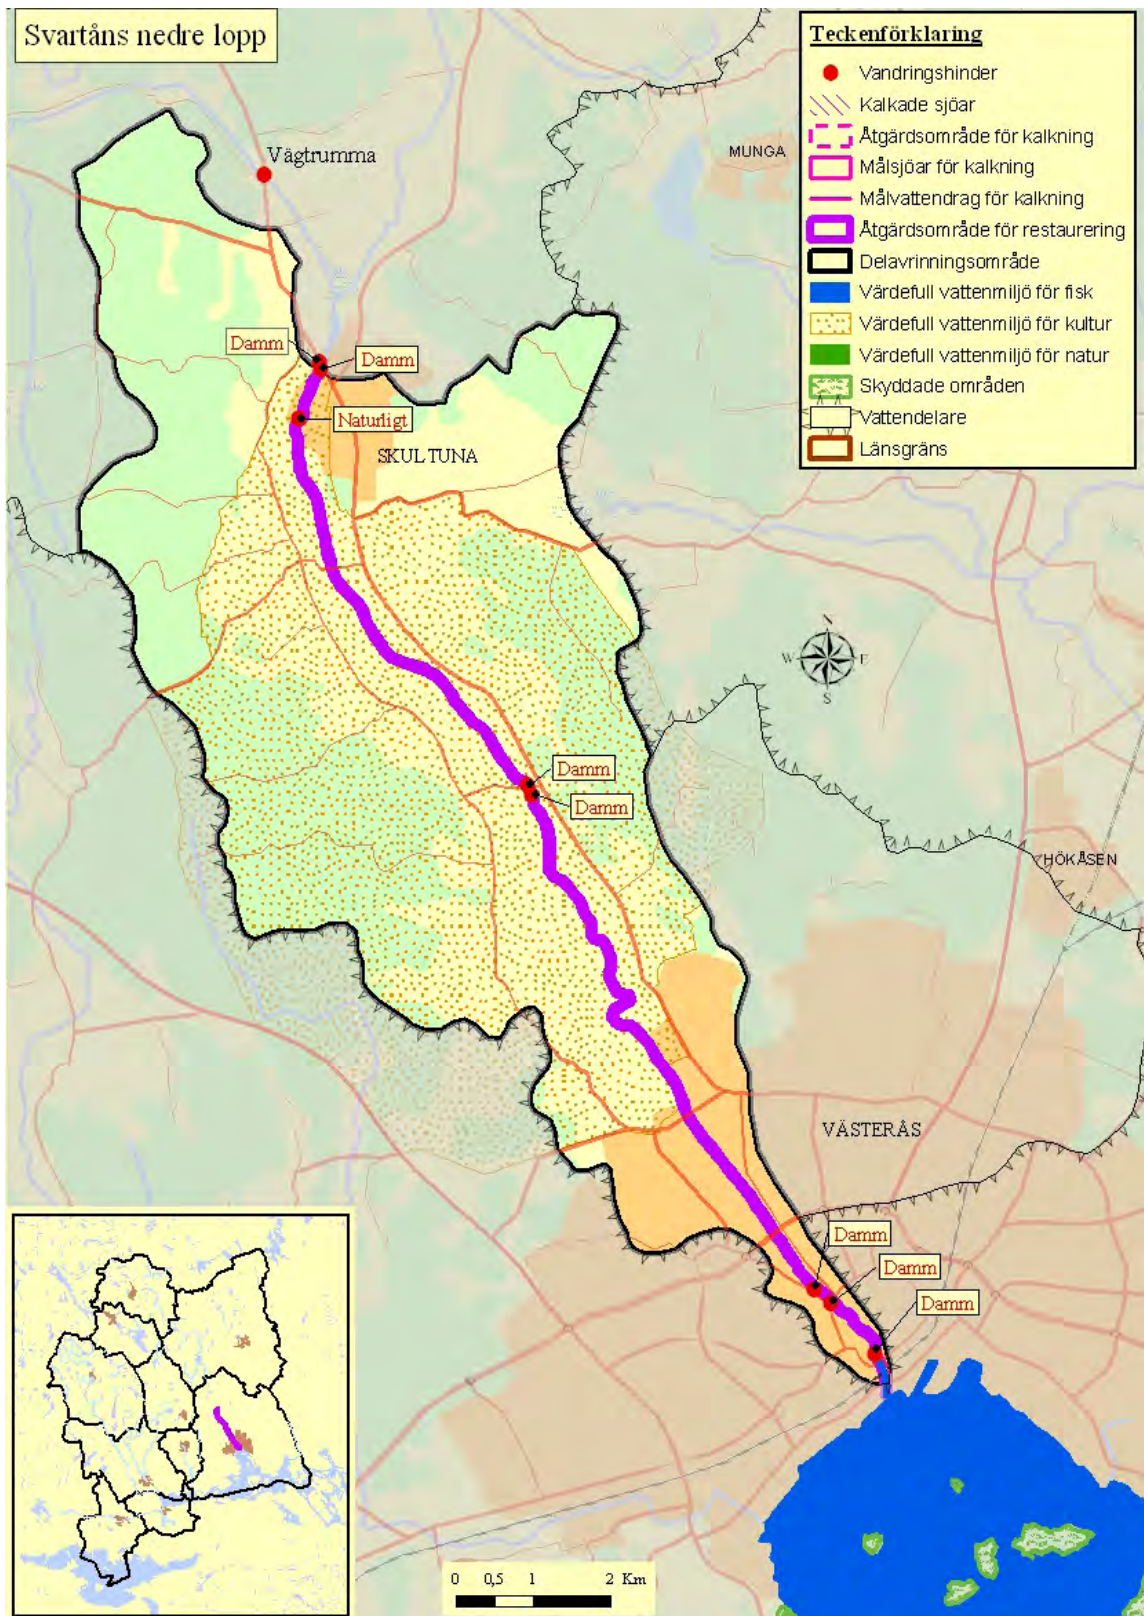 Svartåns nedre lopp
Teckenförklaring
Vandringshinder
Kalkade sjöar
Åtgärdsområde för kalkning
Målsjöar för kalkning
Målvattendrag för kalkning
Åtgärdsområde för restaurering
Delavrinningsområde
Värdefull vattenmiljö för fisk
Värdefull vattenmiljö för kultur
Värdefull vattenmiljö för natur
Skyddade områden
Vattendelare
Länsgräns
MUNGA
Vägtrumma
Damm
Damm
Naturligt
SKULTUNA
N
W E
S
Damm
Damm
HÖKÅSEN
VÄSTERÅS
Damm
Damm
Damm
0 0,5 1 2 Km